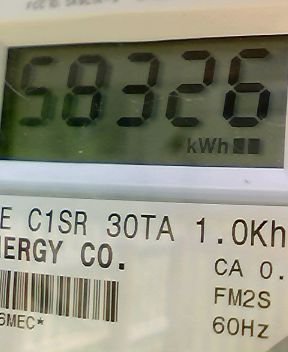 58326
kWh
E C1SR 30TA 1.0Kh
ERGY CO.
CA 0.
FM2S
6MEC*
60Hz